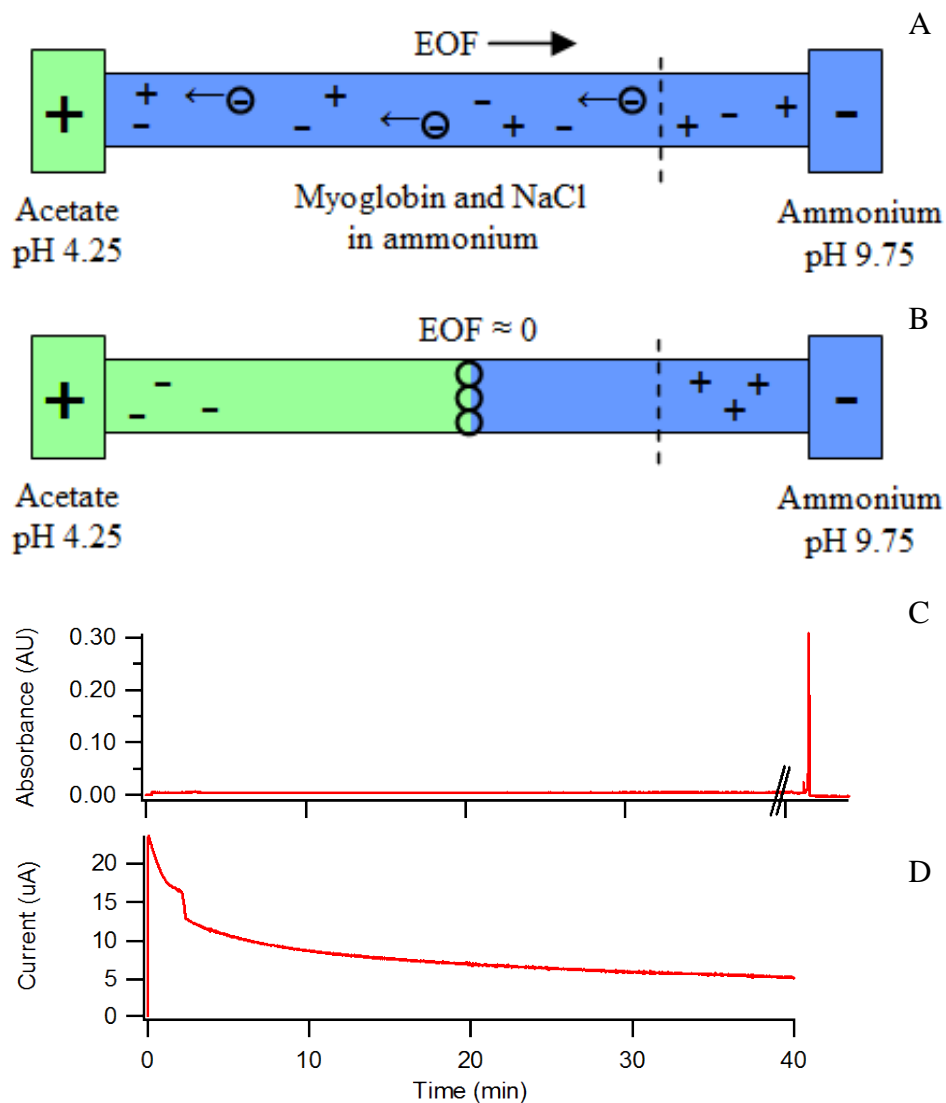 A
EOF
+
-
+ - ⊖ - + ⊖ - + - ⊖ + - +
Acetate
pH 4.25
Myoglobin and NaCl
in ammonium
Ammonium
pH 9.75
B
EOF ≈ 0
+
-
- - - + + +
Acetate
pH 4.25
Ammonium
pH 9.75
C
Absorbance (AU)
0.30
0.20
0.10
0.00
D
Current (uA)
20
15
10
5
0
0 10 20 30 40
Time (min)